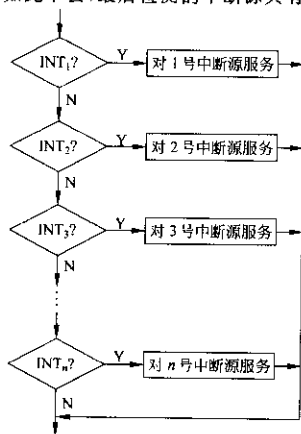 INT₁?
Y
对1号中断源服务
N
INT₂?
Y
对2号中断源服务
N
INT₃?
Y
对3号中断源服务
N
INTₙ?
Y
对n号中断源服务
N